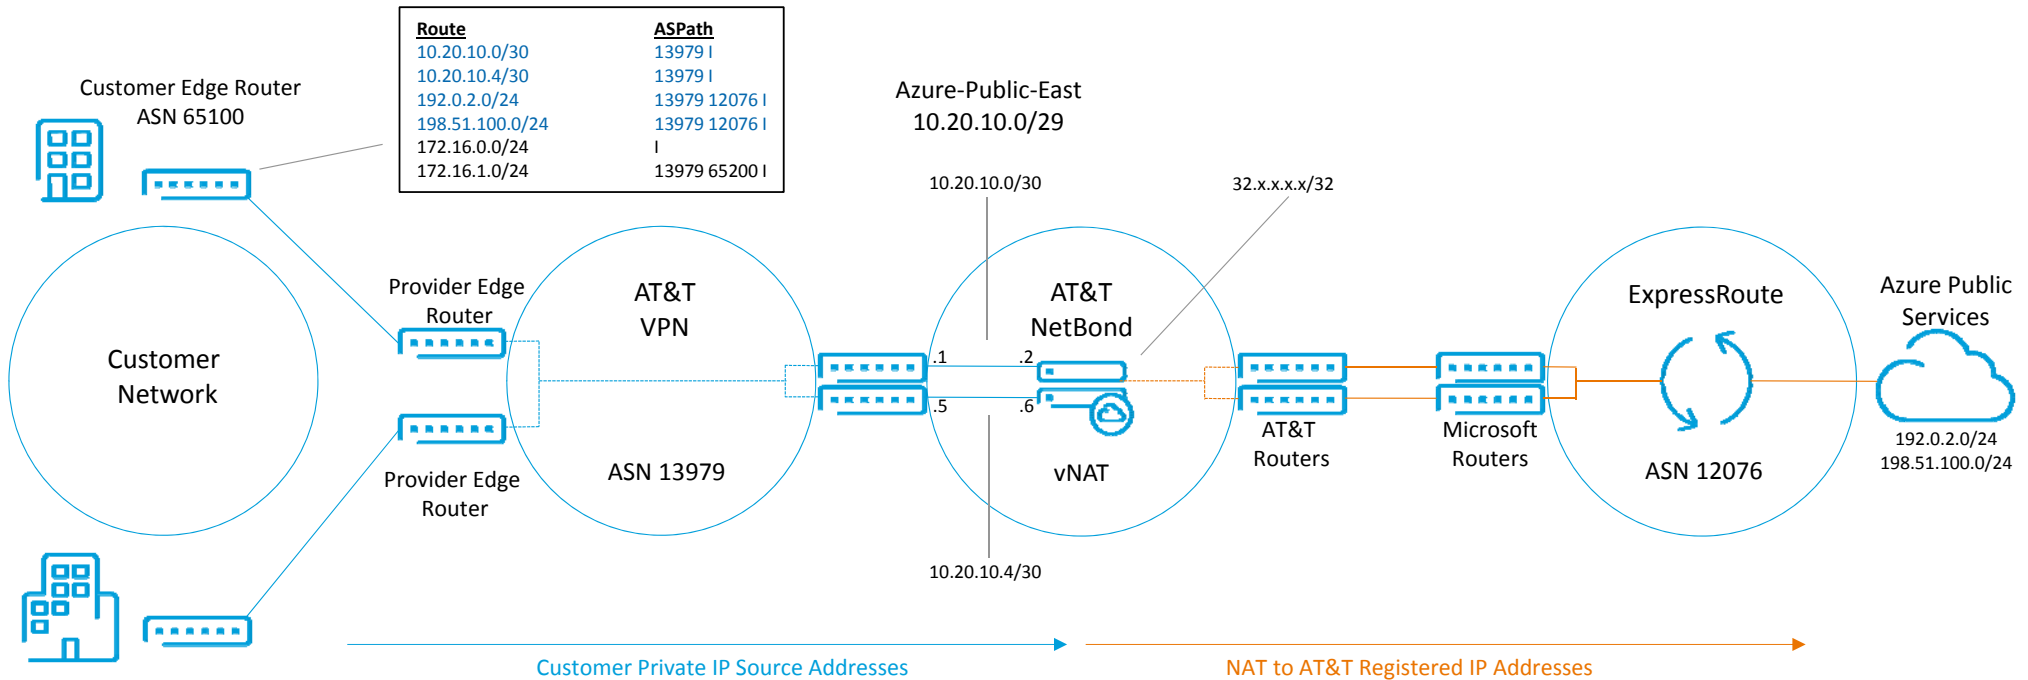 Route ASPath
10.20.10.0/30 13979 I
10.20.10.4/30 13979 I
192.0.2.0/24 13979 12076 I
198.51.100.0/24 13979 12076 I
172.16.0.0/24 I
172.16.1.0/24 13979 65200 I
Customer Edge Router
ASN 65100
Azure-Public-East
10.20.10.0/29
10.20.10.0/30
32.x.x.x.x/32
Customer
Network
Provider Edge
Router
Provider Edge
Router
AT&T
VPN
ASN 13979
AT&T
NetBond
.1 .2
.5 .6
vNAT
10.20.10.4/30
AT&T
Routers
Microsoft
Routers
ExpressRoute
ASN 12076
Azure Public
Services
192.0.2.0/24
198.51.100.0/24
Customer Private IP Source Addresses
NAT to AT&T Registered IP Addresses